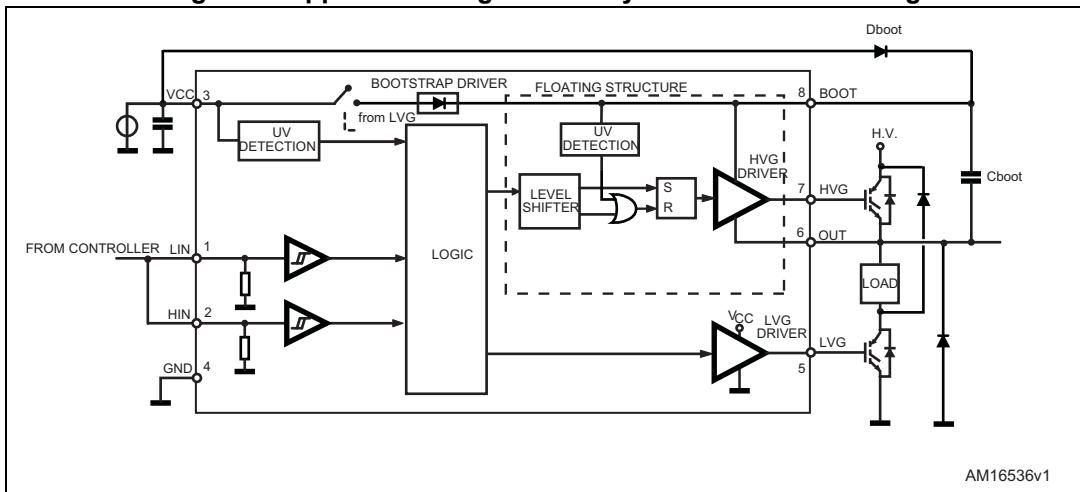 Dboot
BOOTSTRAP DRIVER
FLOATING STRUCTURE
VCC
3
8
BOOT
from LVG
H.V.
UV
DETECTION
UV
DETECTION
HVG
DRIVER
Cboot
LEVEL
SHIFTER
S
R
7
HVG
6
OUT
FROM CONTROLLER
LIN
1
LOGIC
LOAD
HIN
2
VCC
LVG
DRIVER
LVG
5
GND
4
AM16536v1